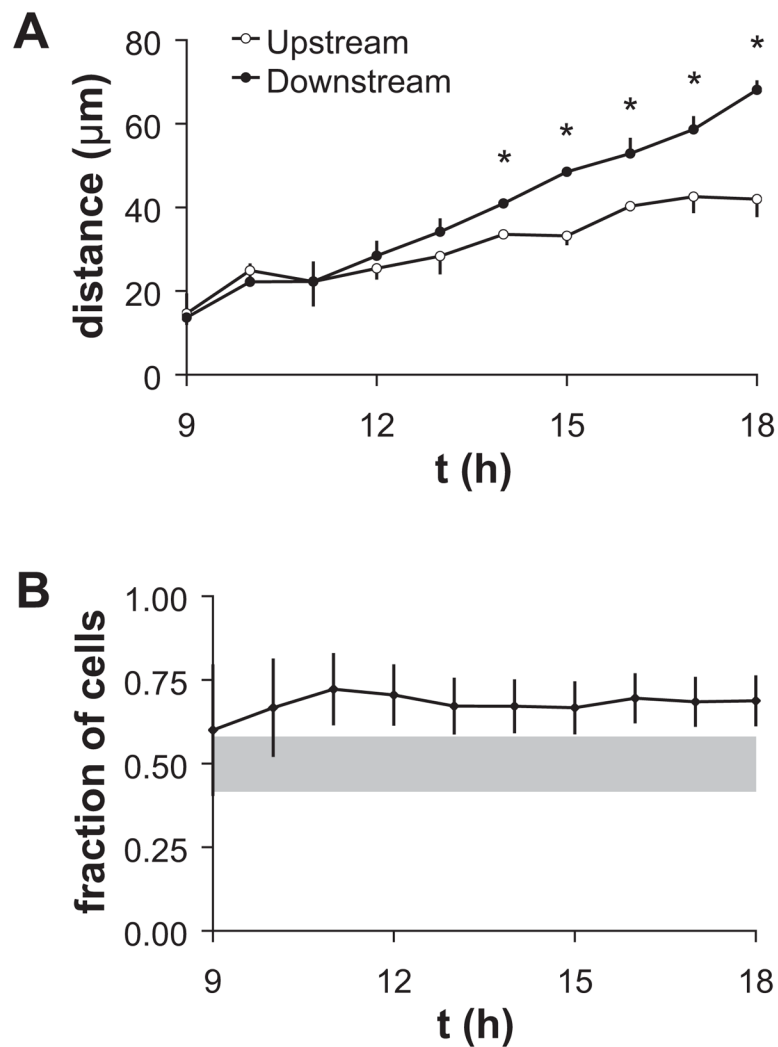 A
Upstream
Downstream
distance (μm)
80
60
40
20
0
* * * * *
9 12 15 18
t (h)
B
fraction of cells
1.00
0.75
0.50
0.25
0.00
9 12 15 18
t (h)